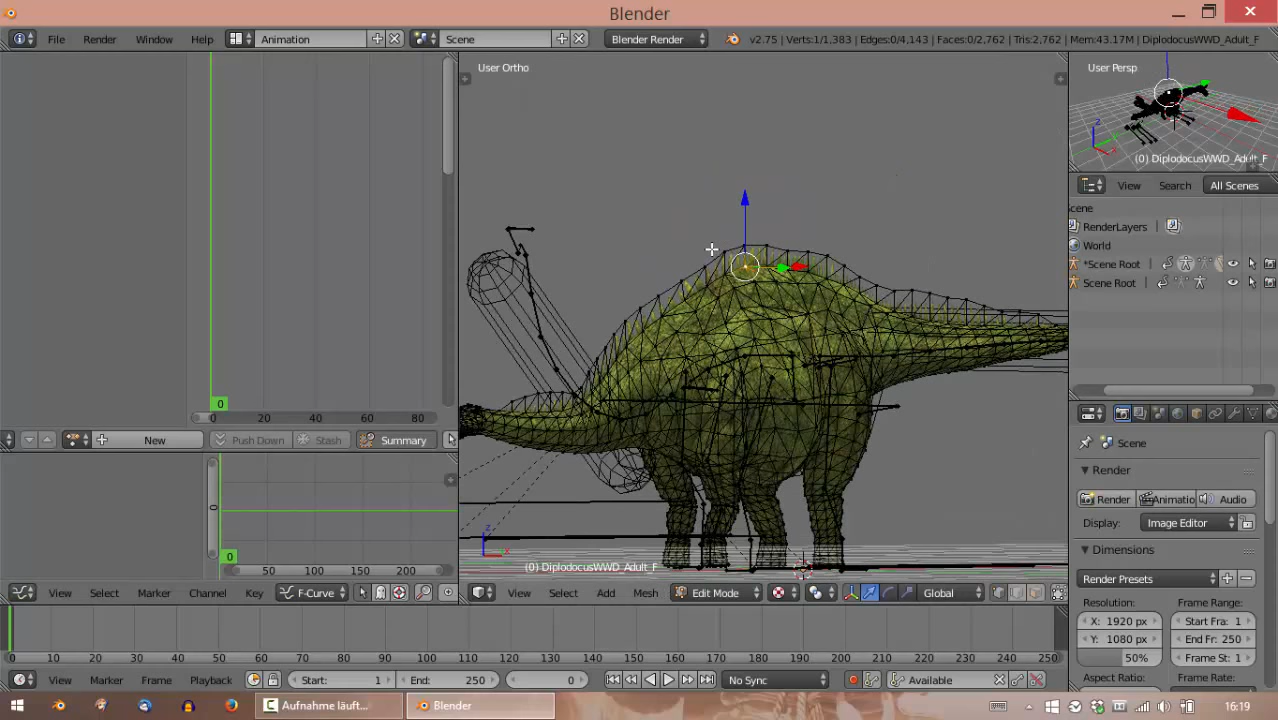 Blender
File Render Window Help Animation Scene Blender Render v2.75 | Verts:1/1,383 | Edges:0/4,143 | Faces:0/2,762 | Tris:2,762 | Mem:43.17M | DiplodocusWWD_Adult_F
User Ortho
User Persp
(0) DiplodocusWWD_Adult_F
View Search All Scenes
cene
RenderLayers
World
*Scene Root
Scene Root
0
0 20 40 60 80
New Push Down Stash Summary
Scene
Render
Render Animatio Audio
Display: Image Editor
Dimensions
Render Presets
Resolution: Frame Range:
X: 1920 px Start Fra: 1
Y: 1080 px End Fr: 250
50% Frame St: 1
Aspect Ratio:
0
0
50 100 150 200
z x
(0) DiplodocusWWD_Adult_F
View Select Marker Channel Key F-Curve
View Select Add Mesh Edit Mode Global
0 10 20 30 40 50 60 70 80 90 100 110 120 130 140 150 160 170 180 190 200 210 220 230 240 250
View Marker Frame Playback Start: 1 End: 250 0 No Sync Available
Aufnahme läuft... Blender 16:19